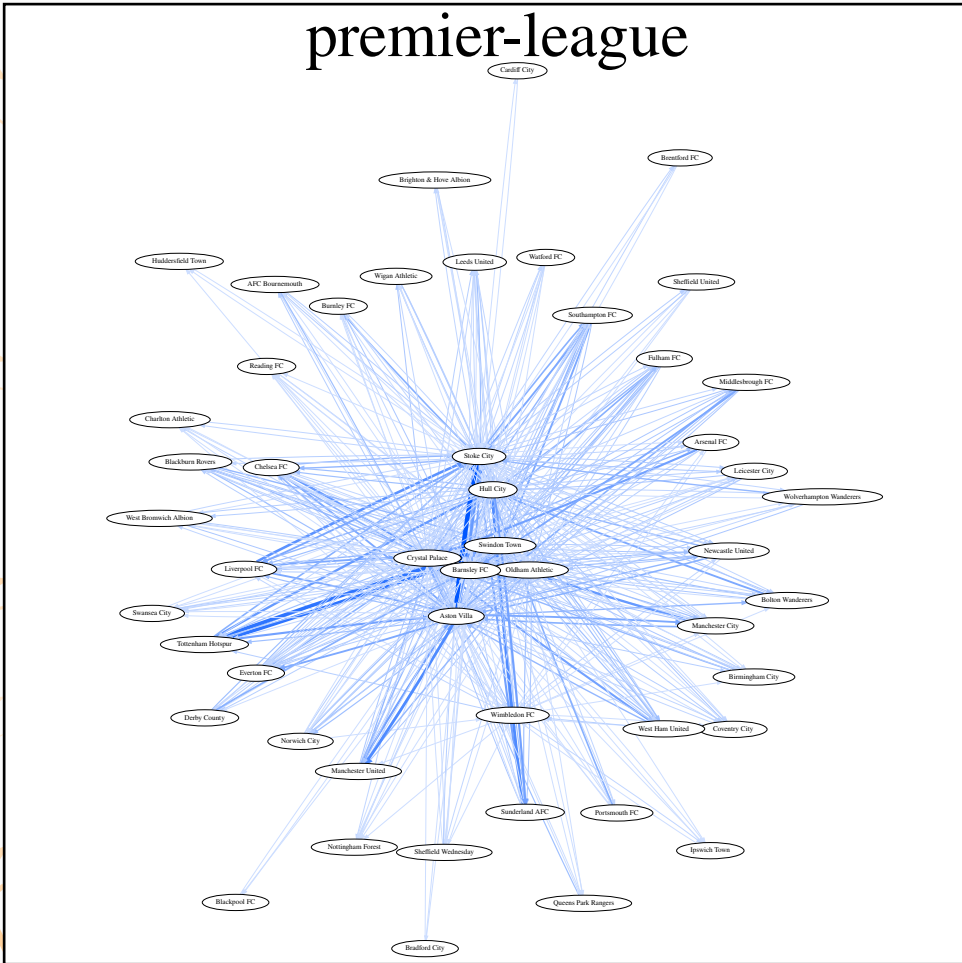 premier-league
Cardiff City
Brentford FC
Brighton & Hove Albion
Huddersfield Town
Leeds United
Watford FC
Wigan Athletic
AFC Bournemouth
Sheffield United
Burnley FC
Southampton FC
Reading FC
Fulham FC
Middlesbrough FC
Charlton Athletic
Arsenal FC
Stoke City
Blackburn Rovers
Chelsea FC
Leicester City
Hull City
Wolverhampton Wanderers
West Bromwich Albion
Swindon Town
Newcastle United
Crystal Palace
Liverpool FC
Barnsley FC
Oldham Athletic
Bolton Wanderers
Swansea City
Aston Villa
Manchester City
Tottenham Hotspur
Everton FC
Birmingham City
Derby County
Wimbledon FC
West Ham United
Coventry City
Norwich City
Manchester United
Sunderland AFC
Portsmouth FC
Nottingham Forest
Sheffield Wednesday
Ipswich Town
Blackpool FC
Queens Park Rangers
Bradford City